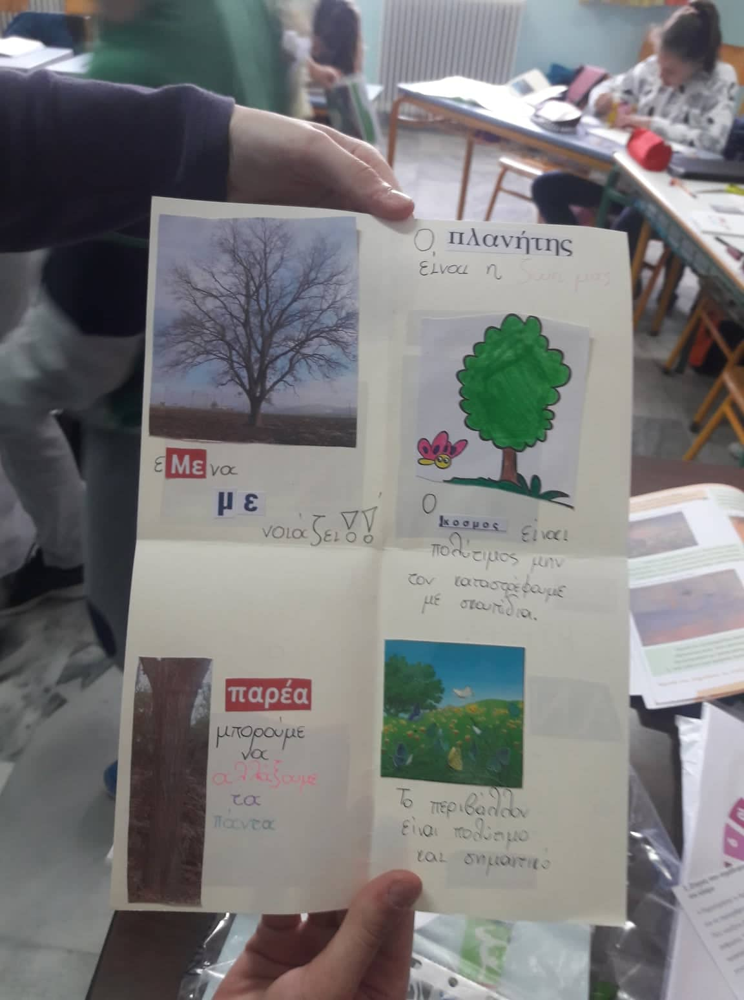 εΜενα
με
νοιάζει!!
Ο πλανήτης
είναι η ζωή μας
Ο
κοσμος είναι
πολύτιμος μην
τον καταστρέφουμε
με σκουπίδια.
παρέα
μπορούμε
να
αλλάξουμε
τα
πάντα
Το περιβάλλον
είναι πολύτιμο
και σημαντικό